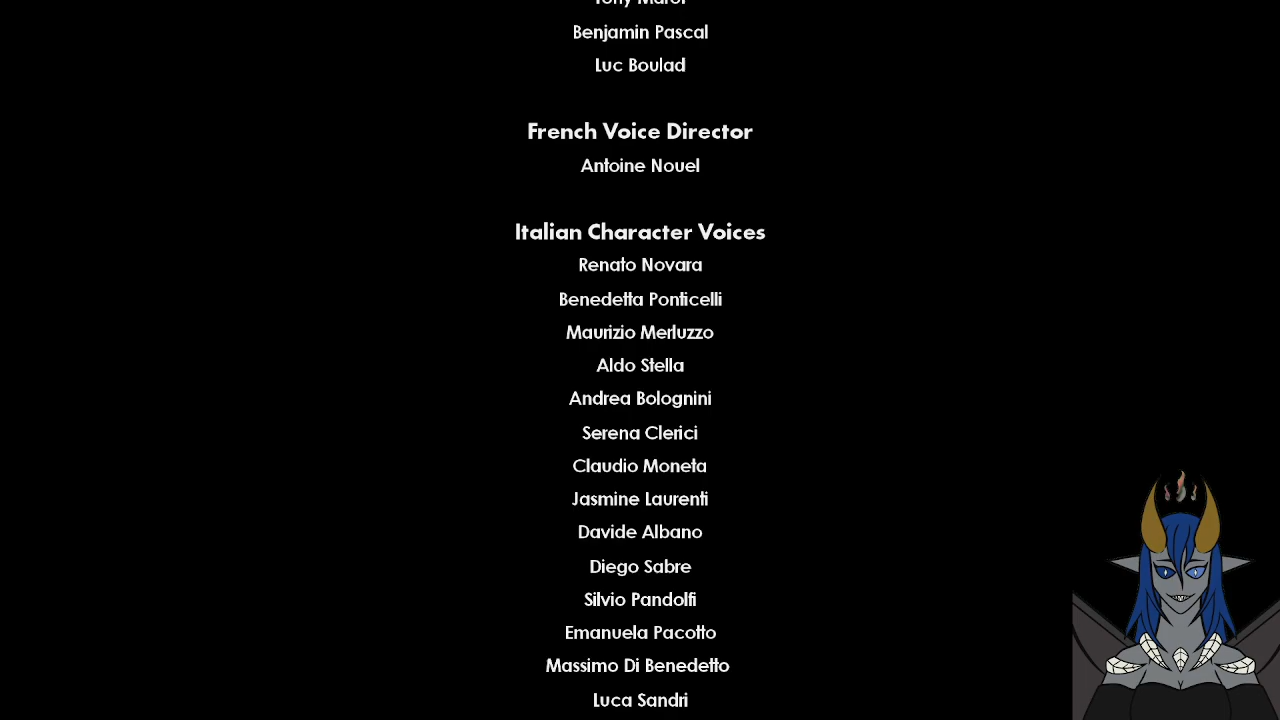 Benjamin Pascal
Luc Boulad
French Voice Director
Antoine Nouel
Italian Character Voices
Renato Novara
Benedetta Ponticelli
Maurizio Merluzzo
Aldo Stella
Andrea Bolognini
Serena Clerici
Claudio Moneta
Jasmine Laurenti
Davide Albano
Diego Sabre
Silvio Pandolfi
Emanuela Pacotto
Massimo Di Benedetto
Luca Sandri